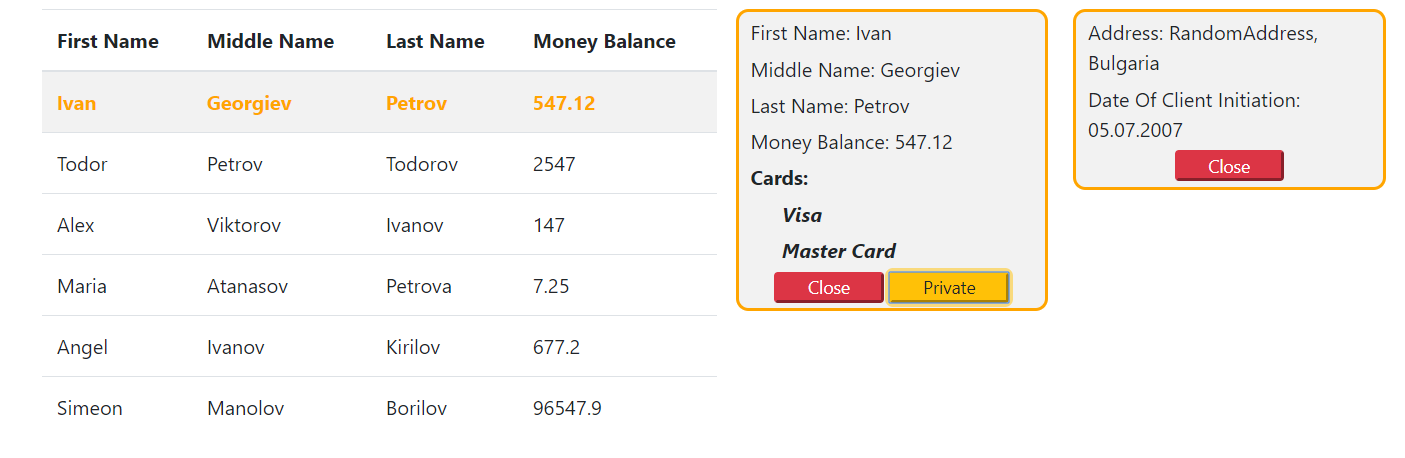 First Name Middle Name Last Name Money Balance
Ivan Georgiev Petrov 547.12
Todor Petrov Todorov 2547
Alex Viktorov Ivanov 147
Maria Atanasov Petrova 7.25
Angel Ivanov Kirilov 677.2
Simeon Manolov Borilov 96547.9
First Name: Ivan
Middle Name: Georgiev
Last Name: Petrov
Money Balance: 547.12
Cards:
Visa
Master Card
Close Private
Address: RandomAddress,
Bulgaria
Date Of Client Initiation:
05.07.2007
Close